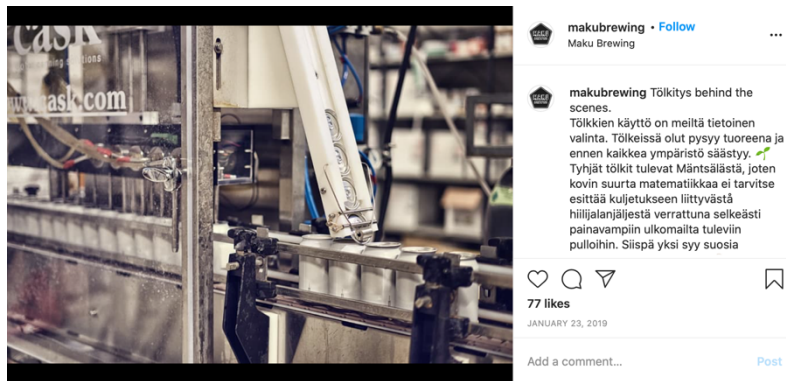 cask
ning solutions
www.cask.com
makubrewing • Follow
Maku Brewing
makubrewing Tölkitys behind the
scenes.
Tölkkien käyttö on meiltä tietoinen
valinta. Tölkeissä olut pysyy tuoreena ja
ennen kaikkea ympäristö säästyy. 🌱
Tyhjät tölkit tulevat Mäntsälästä, joten
kovin suurta matematiikkaa ei tarvitse
esittää kuljetukseen liittyvästä
hiilijalanjäljestä verrattuna selkeästi
painavampiin ulkomailta tuleviin
pulloihin. Siispä yksi syy suosia
77 likes
JANUARY 23, 2019
Add a comment...
Post